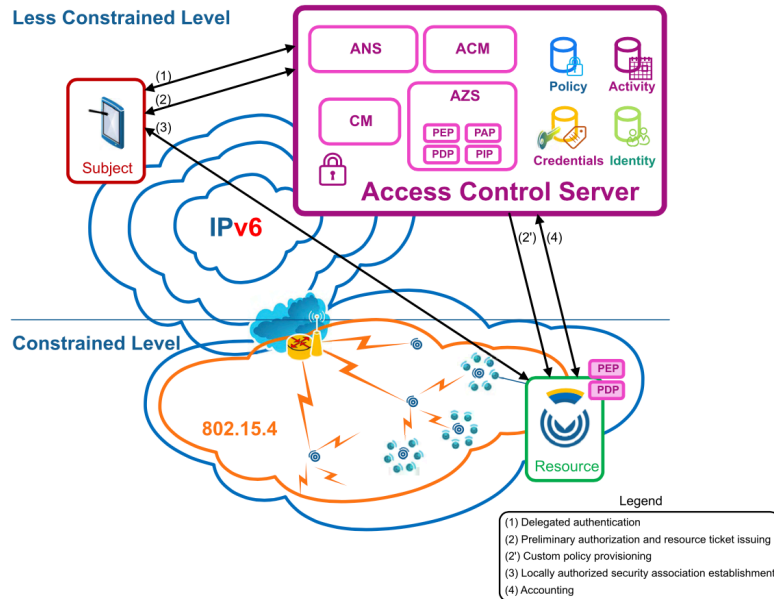 Less Constrained Level
ANS
ACM
Policy
Activity
(1)
(2)
(3)
Subject
AZS
CM
PEP
PAP
PDP
PIP
Credentials
Identity
Access Control Server
IPv6
(2')
(4)
Constrained Level
PEP
PDP
802.15.4
Resource
Legend
(1) Delegated authentication
(2) Preliminary authorization and resource ticket issuing
(2') Custom policy provisioning
(3) Locally authorized security association establishment
(4) Accounting